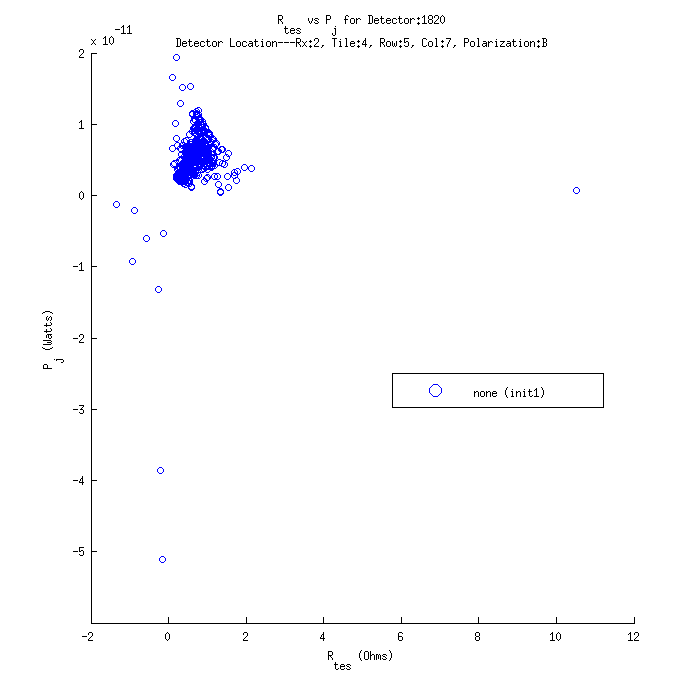 R_tes vs P_j for Detector:1820
Detector Location---Rx:2, Tile:4, Row:5, Col:7, Polarization:B
x 10^-11
2
1
0
-1
-2
-3
-4
-5
P_j (Watts)
none (init1)
-2 0 2 4 6 8 10 12
R_tes (Ohms)